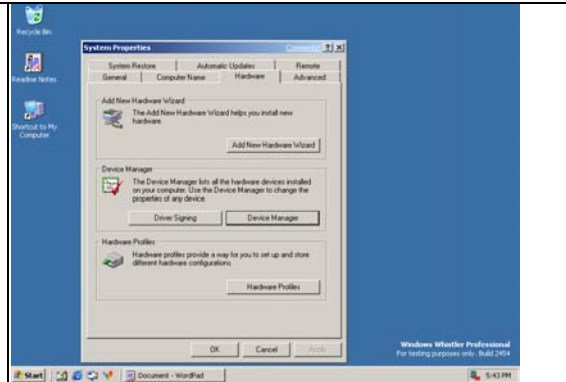 Recycle Bin
Readme Notes
Shortcut to My
Computer
System Properties
Comments?
System Restore
Automatic Updates
Remote
General
Computer Name
Hardware
Advanced
Add New Hardware Wizard
The Add New Hardware Wizard helps you install new
hardware.
Add New Hardware Wizard
Device Manager
The Device Manager lists all the hardware devices installed
on your computer. Use the Device Manager to change the
properties of any device.
Driver Signing
Device Manager
Hardware Profiles
Hardware profiles provide a way for you to set up and store
different hardware configurations.
Hardware Profiles
OK
Cancel
Apply
Windows Whistler Professional
For testing purposes only. Build 2454
Start
Document - WordPad
5:43 PM